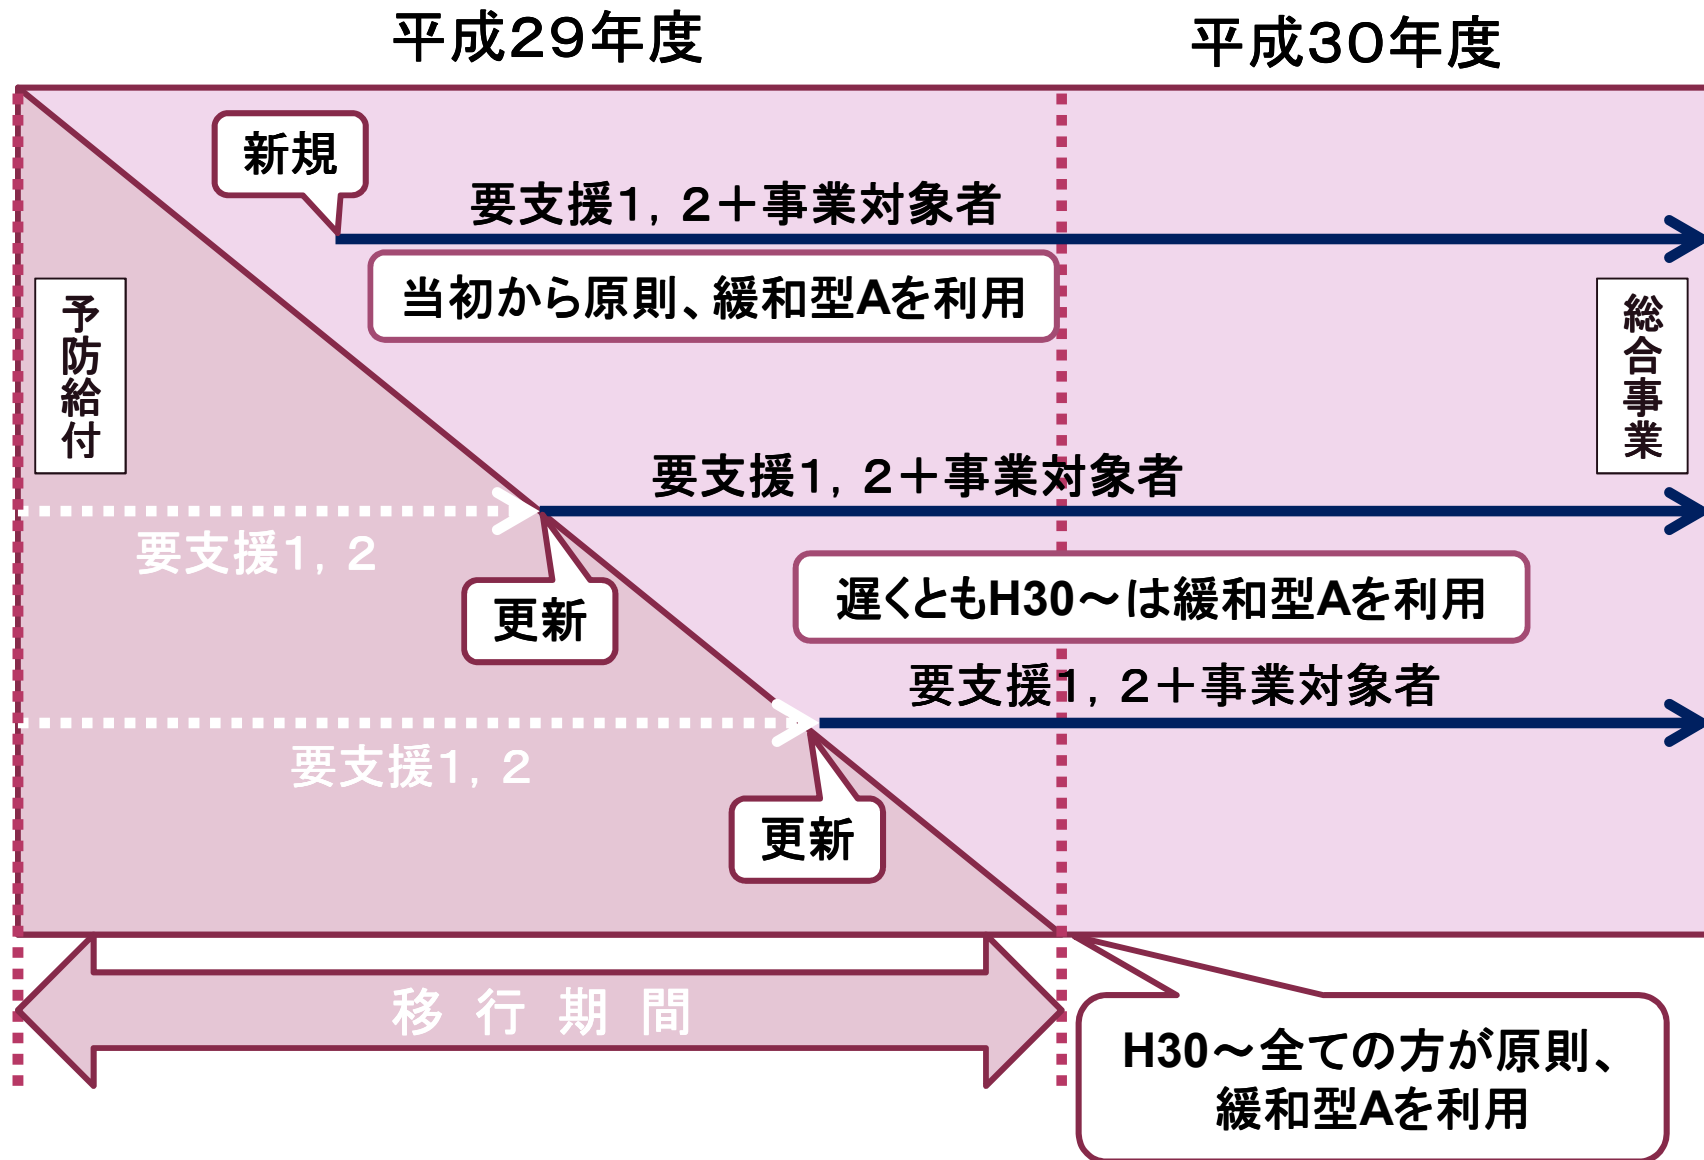 平成29年度
平成30年度
新規
要支援1，2＋事業対象者
当初から原則、緩和型Aを利用
予防給付
総合事業
要支援1，2＋事業対象者
要支援1，2
更新
遅くともH30～は緩和型Aを利用
要支援1，2＋事業対象者
要支援1，2
更新
移行期間
H30～全ての方が原則、
緩和型Aを利用